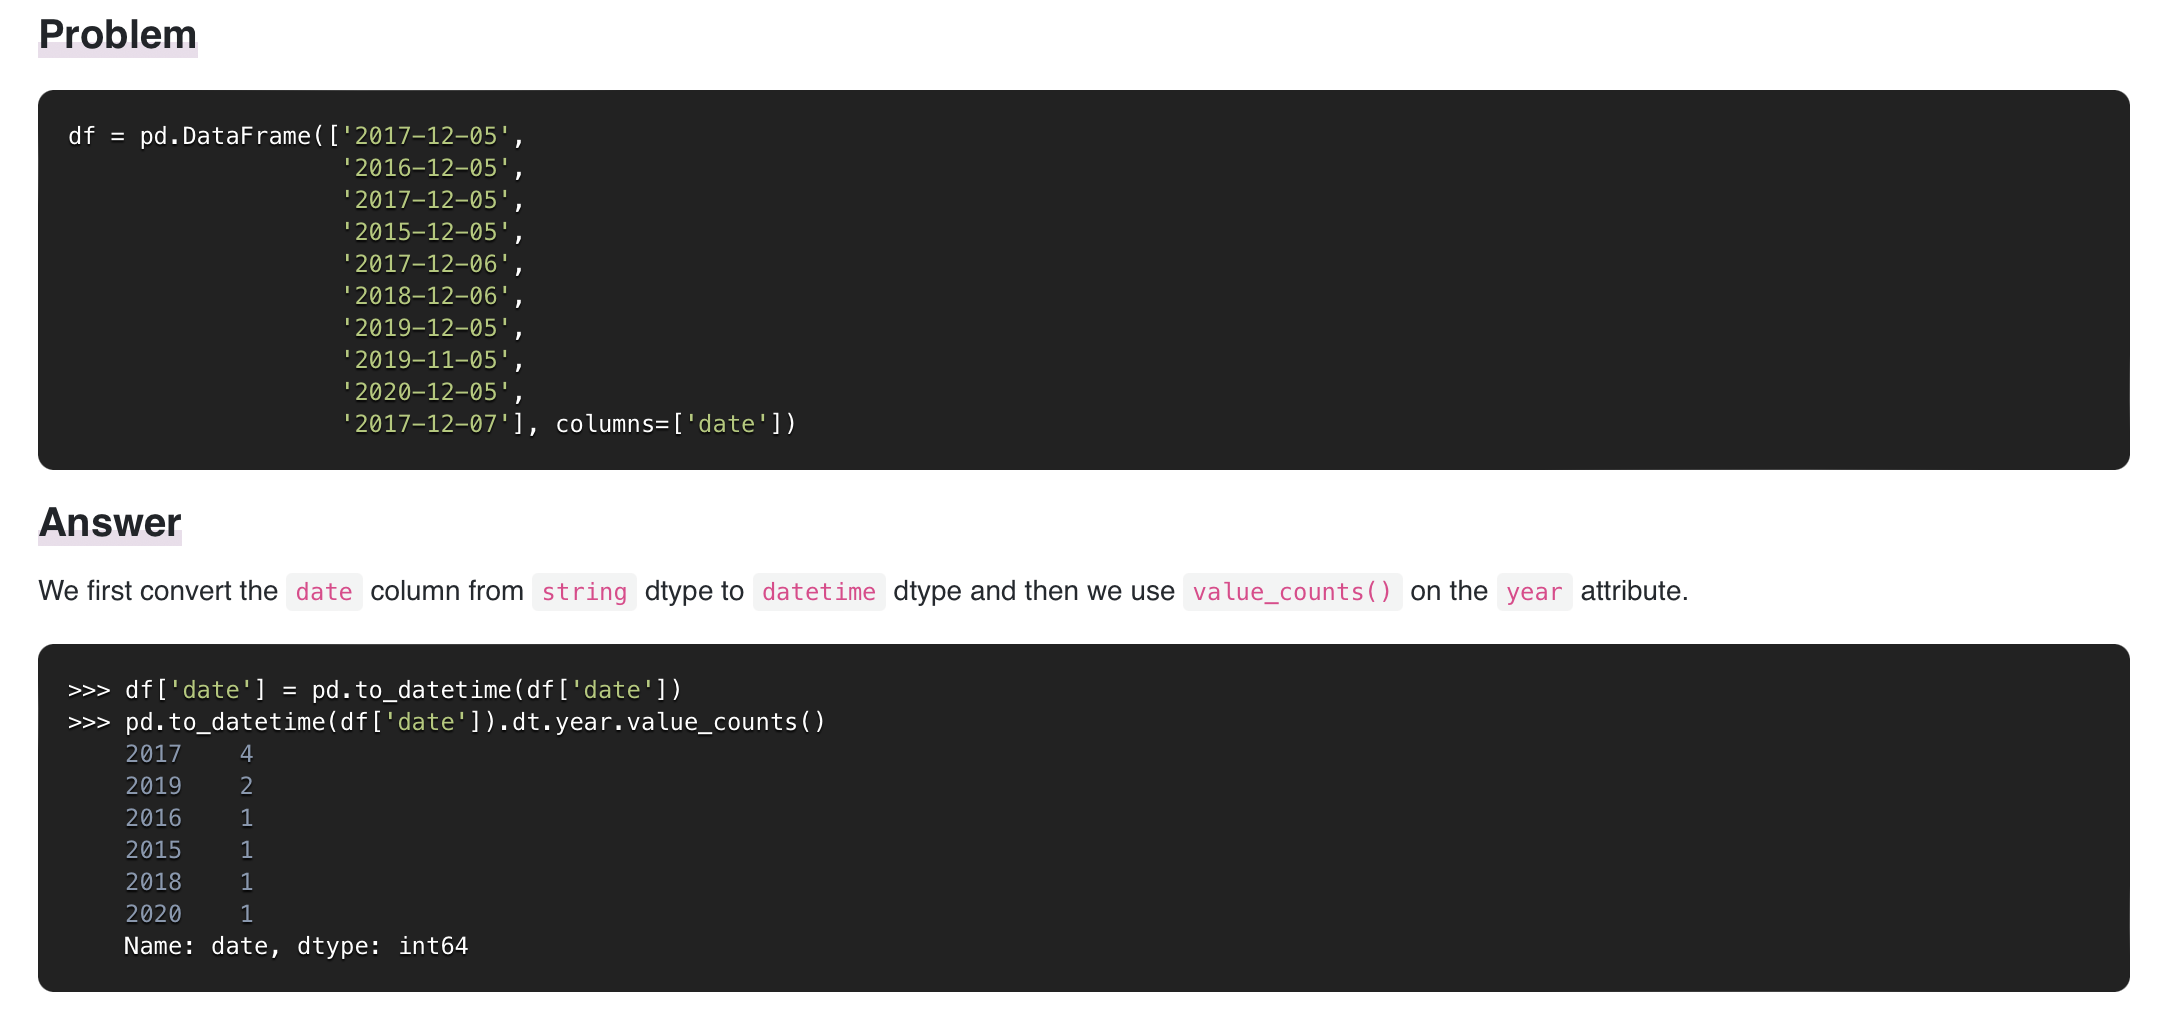 Problem
df = pd.DataFrame(['2017-12-05',
'2016-12-05',
'2017-12-05',
'2015-12-05',
'2017-12-06',
'2018-12-06',
'2019-12-05',
'2019-11-05',
'2020-12-05',
'2017-12-07'], columns=['date'])
Answer
We first convert the date column from string dtype to datetime dtype and then we use value_counts() on the year attribute.
>>> df['date'] = pd.to_datetime(df['date'])
>>> pd.to_datetime(df['date']).dt.year.value_counts()
2017    4
2019    2
2016    1
2015    1
2018    1
2020    1
Name: date, dtype: int64